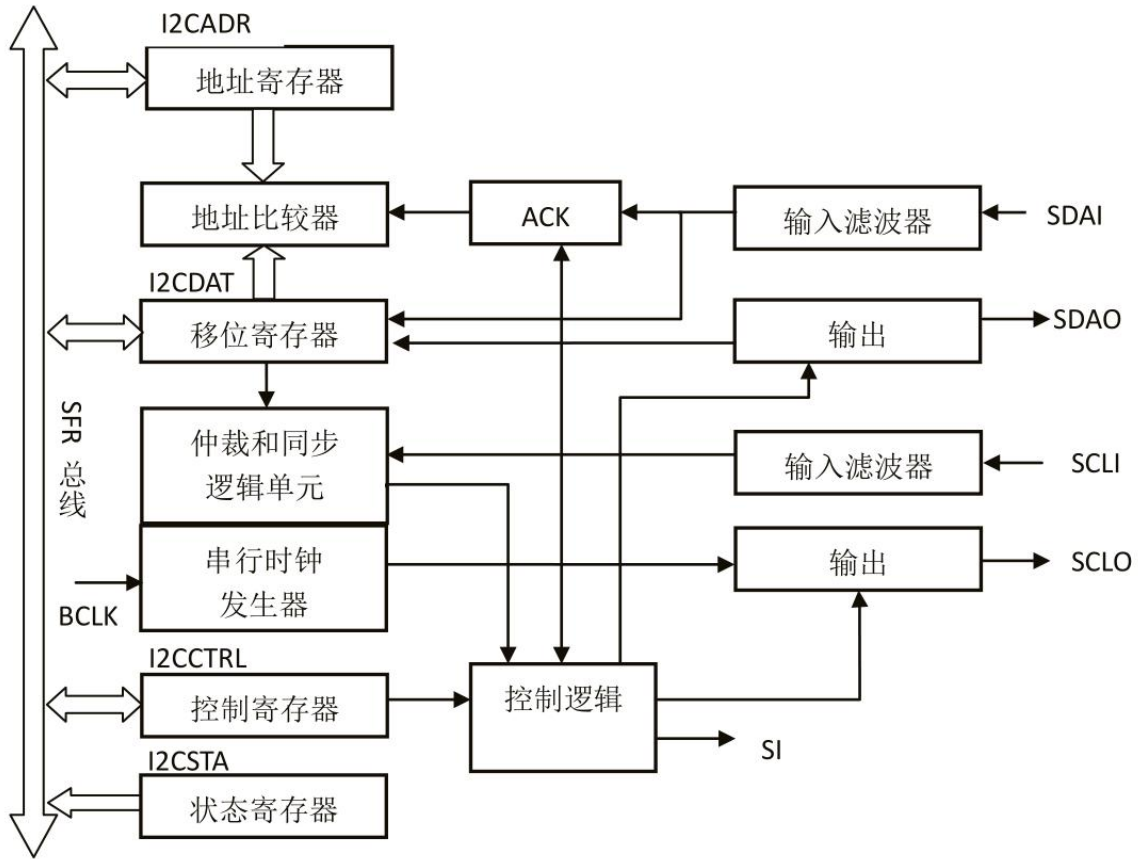 I2CADR
地址寄存器
地址比较器
ACK
输入滤波器
SDAI
I2CDAT
移位寄存器
输出
SDAO
SFR 总线
仲裁和同步
逻辑单元
输入滤波器
SCLI
串行时钟
发生器
输出
SCLO
BCLK
I2CCTRL
控制寄存器
控制逻辑
SI
I2CSTA
状态寄存器